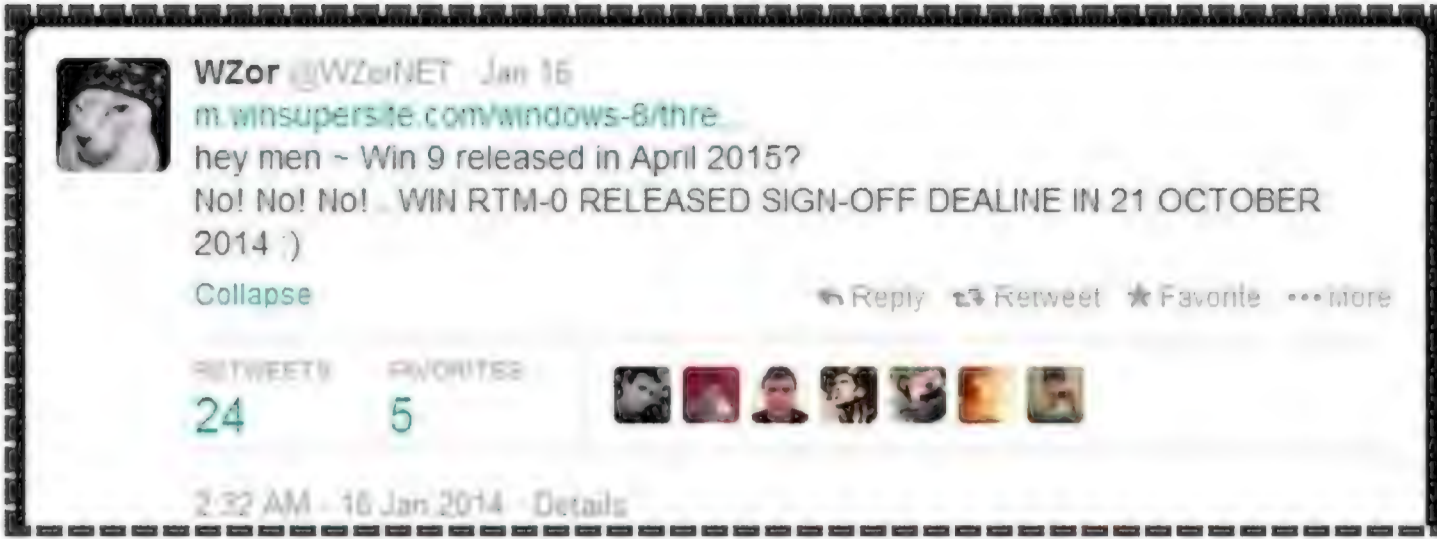 WZor @WZorNET Jan 16
m.winsupersite.com/windows-8/thre...
hey men ~ Win 9 released in April 2015?
No! No! No! .. WIN RTM-0 RELEASED SIGN-OFF DEALINE IN 21 OCTOBER
2014 ;)
Collapse Reply Retweet Favorite More
RETWEETS FAVORITES
24 5
2:32 AM - 16 Jan 2014 · Details